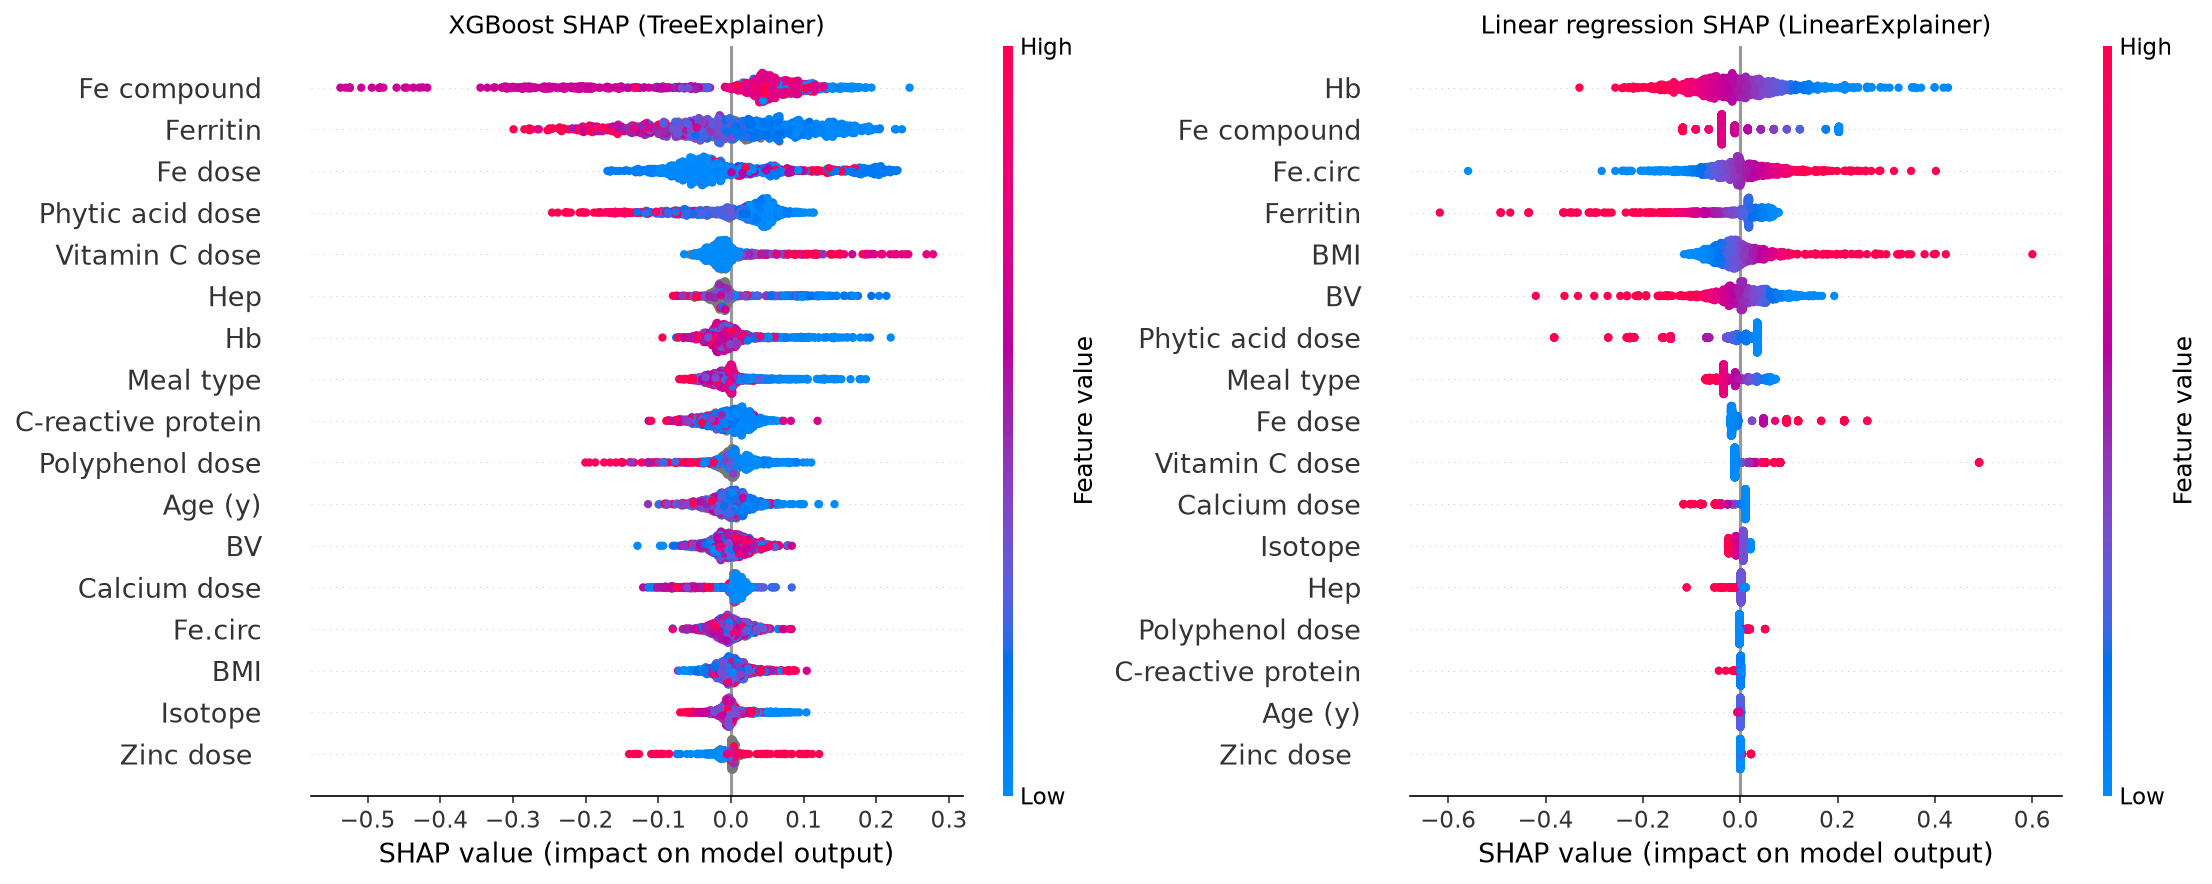 XGBoost SHAP (TreeExplainer)
High
Fe compound
Ferritin
Fe dose
Phytic acid dose
Vitamin C dose
Hep
Hb
Meal type
C-reactive protein
Polyphenol dose
Age (y)
BV
Calcium dose
Fe.circ
BMI
Isotope
Zinc dose
Feature value
Low
−0.5 −0.4 −0.3 −0.2 −0.1 0.0 0.1 0.2 0.3
SHAP value (impact on model output)
Linear regression SHAP (LinearExplainer)
High
Hb
Fe compound
Fe.circ
Ferritin
BMI
BV
Phytic acid dose
Meal type
Fe dose
Vitamin C dose
Calcium dose
Isotope
Hep
Polyphenol dose
C-reactive protein
Age (y)
Zinc dose
Feature value
Low
−0.6 −0.4 −0.2 0.0 0.2 0.4 0.6
SHAP value (impact on model output)